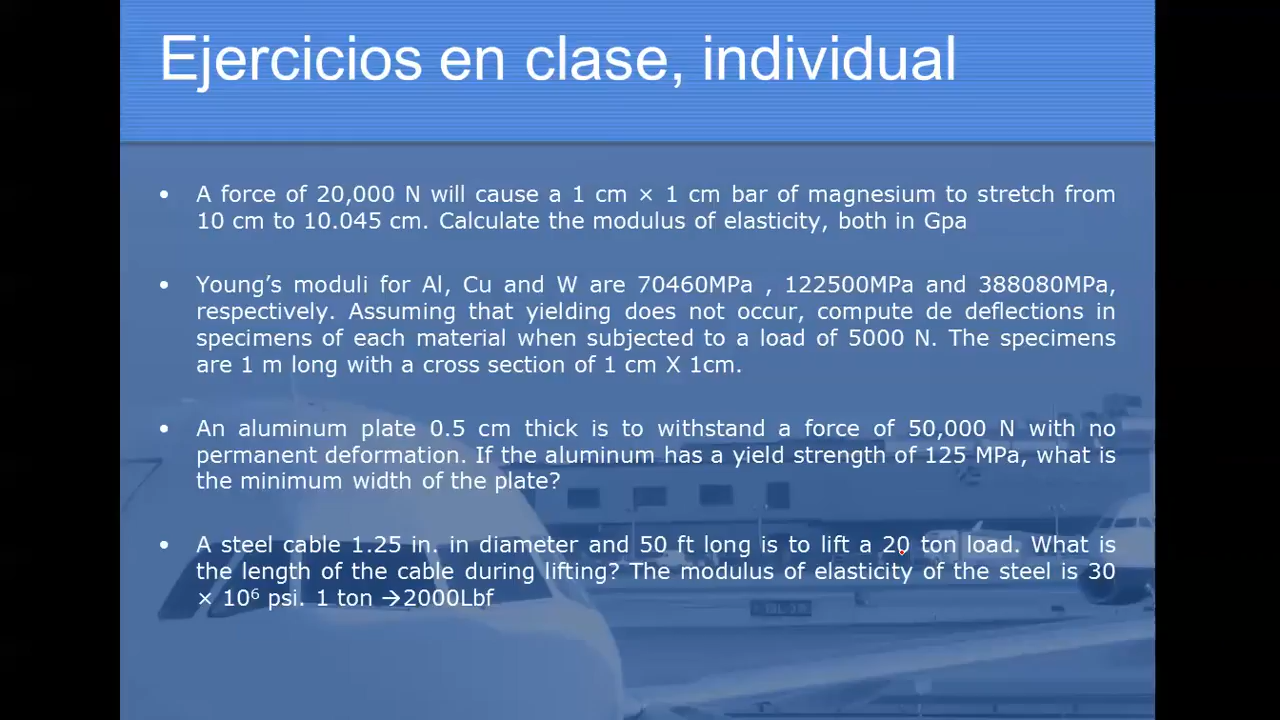 Ejercicios en clase, individual
• A force of 20,000 N will cause a 1 cm × 1 cm bar of magnesium to stretch from
10 cm to 10.045 cm. Calculate the modulus of elasticity, both in Gpa
• Young’s moduli for Al, Cu and W are 70460MPa , 122500MPa and 388080MPa,
respectively. Assuming that yielding does not occur, compute de deflections in
specimens of each material when subjected to a load of 5000 N. The specimens
are 1 m long with a cross section of 1 cm X 1cm.
• An aluminum plate 0.5 cm thick is to withstand a force of 50,000 N with no
permanent deformation. If the aluminum has a yield strength of 125 MPa, what is
the minimum width of the plate?
• A steel cable 1.25 in. in diameter and 50 ft long is to lift a 20 ton load. What is
the length of the cable during lifting? The modulus of elasticity of the steel is 30
× 10⁶ psi. 1 ton →2000Lbf